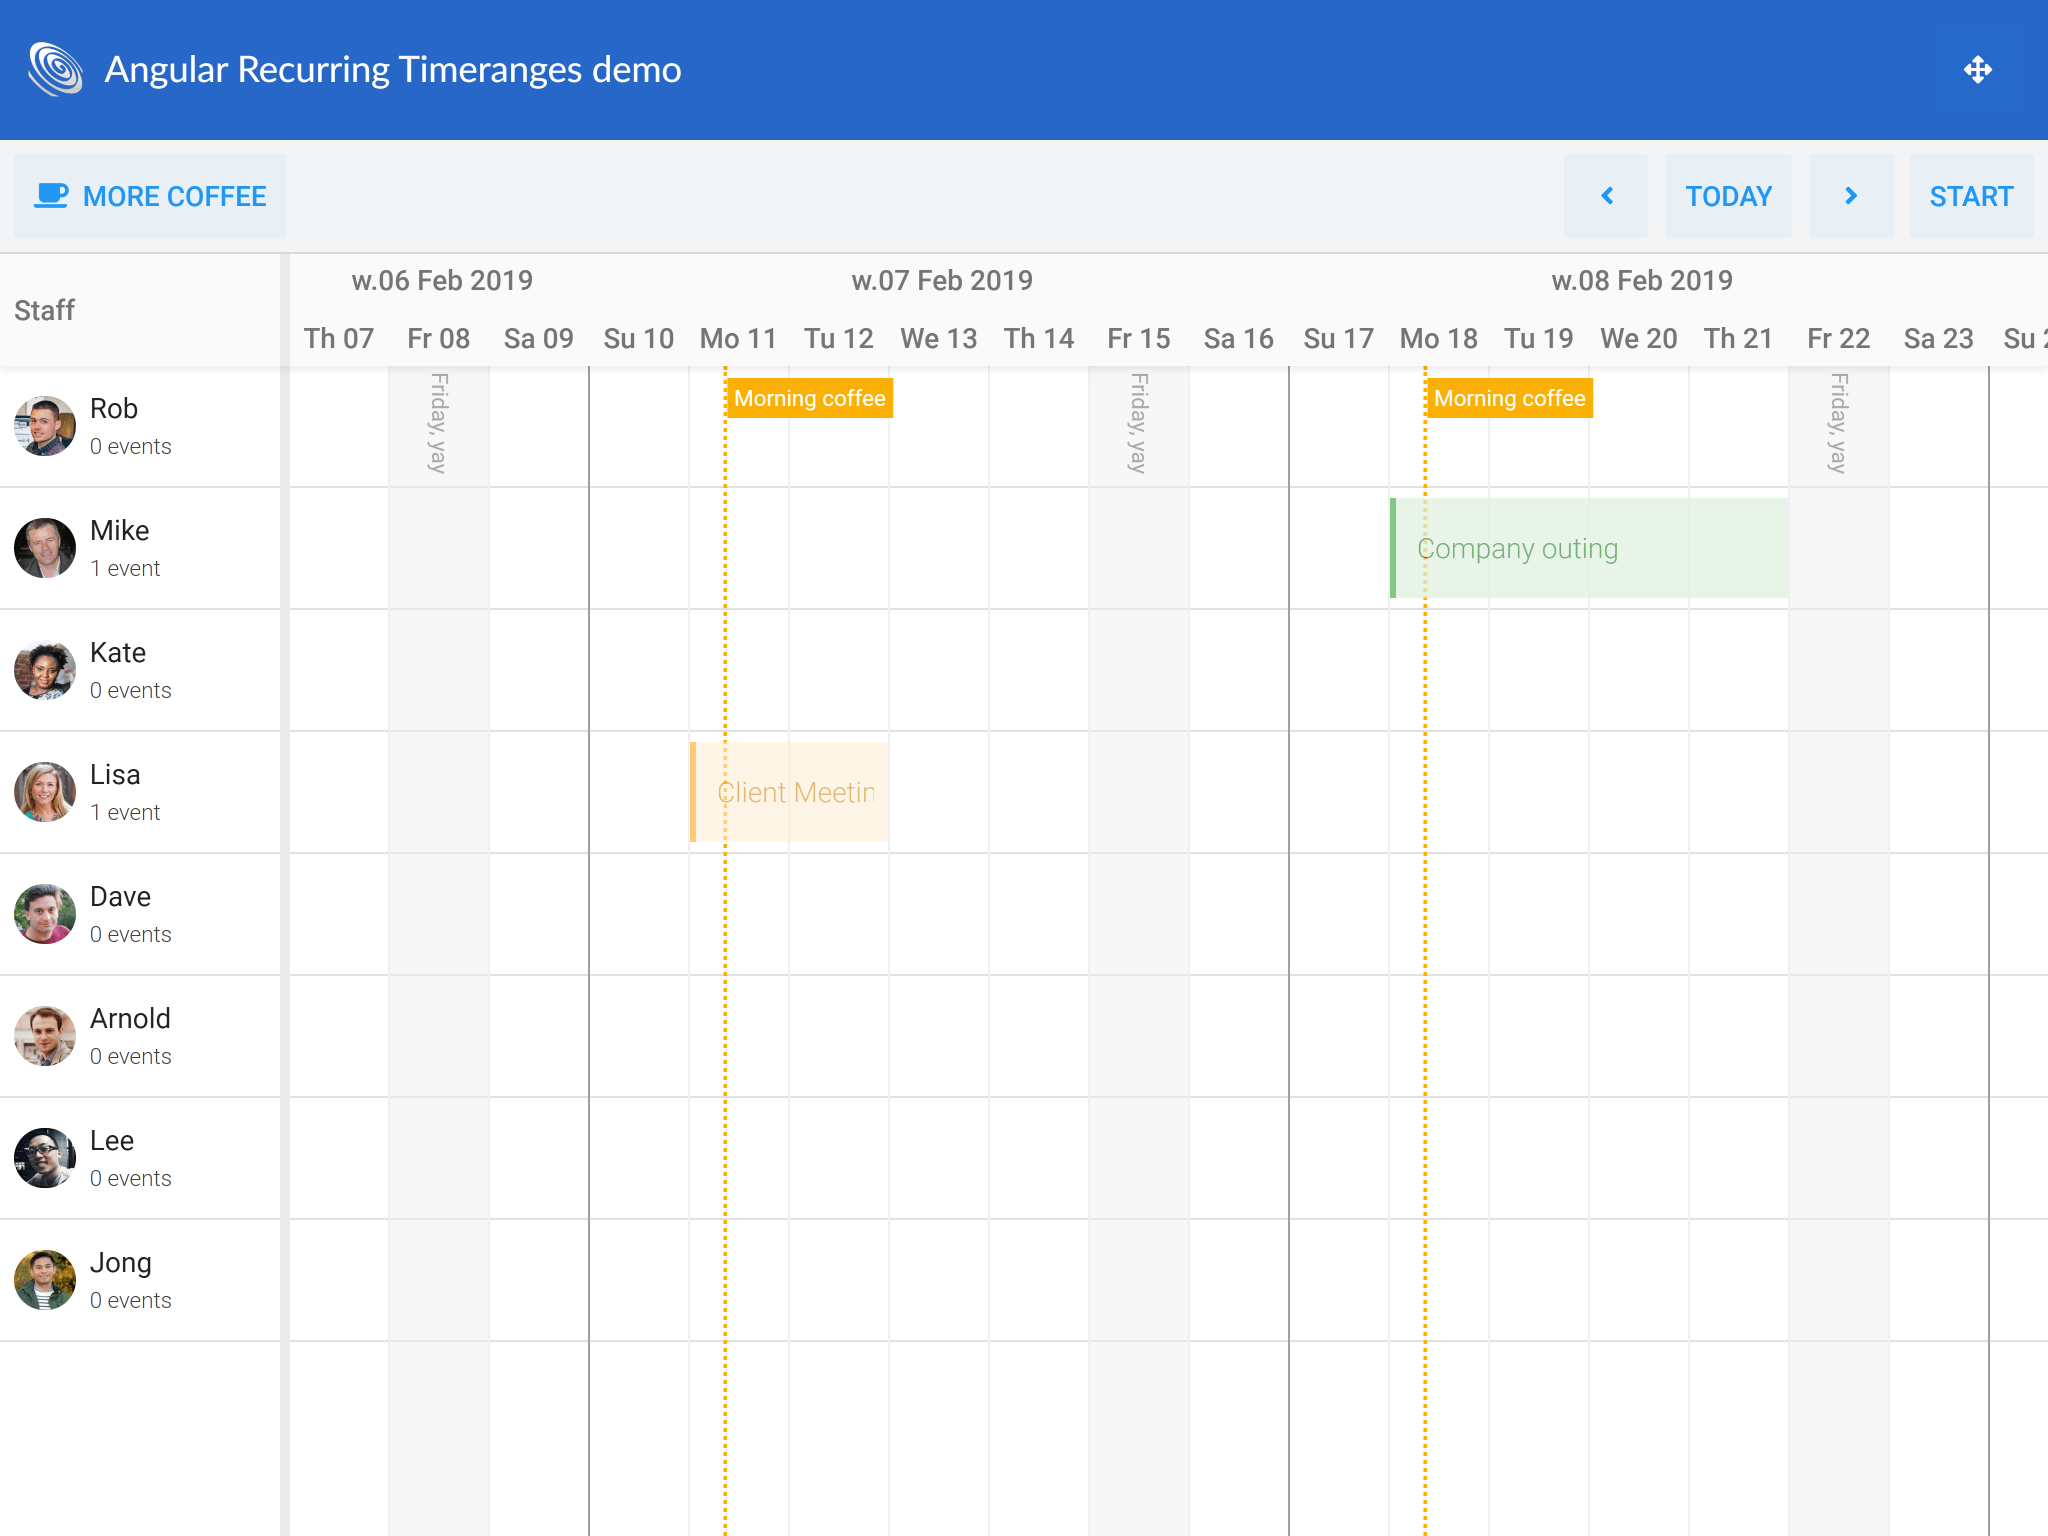 Angular Recurring Timeranges demo
MORE COFFEE
TODAY
START
Staff
w.06 Feb 2019
w.07 Feb 2019
w.08 Feb 2019
Th 07
Fr 08
Sa 09
Su 10
Mo 11
Tu 12
We 13
Th 14
Fr 15
Sa 16
Su 17
Mo 18
Tu 19
We 20
Th 21
Fr 22
Sa 23
Su 2
Rob
0 events
Friday, yay
Morning coffee
Friday, yay
Morning coffee
Friday, yay
Mike
1 event
Company outing
Kate
0 events
Lisa
1 event
Client Meetin
Dave
0 events
Arnold
0 events
Lee
0 events
Jong
0 events